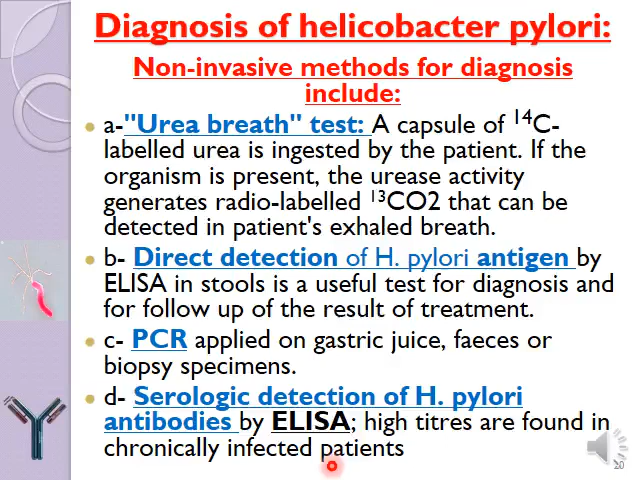 Diagnosis of helicobacter pylori:
Non-invasive methods for diagnosis
include:
a-"Urea breath" test: A capsule of ¹⁴C-
labelled urea is ingested by the patient. If the
organism is present, the urease activity
generates radio-labelled ¹³CO2 that can be
detected in patient's exhaled breath.
b- Direct detection of H. pylori antigen by
ELISA in stools is a useful test for diagnosis and
for follow up of the result of treatment.
c- PCR applied on gastric juice, faeces or
biopsy specimens.
d- Serologic detection of H. pylori
antibodies by ELISA; high titres are found in
chronically infected patients
20